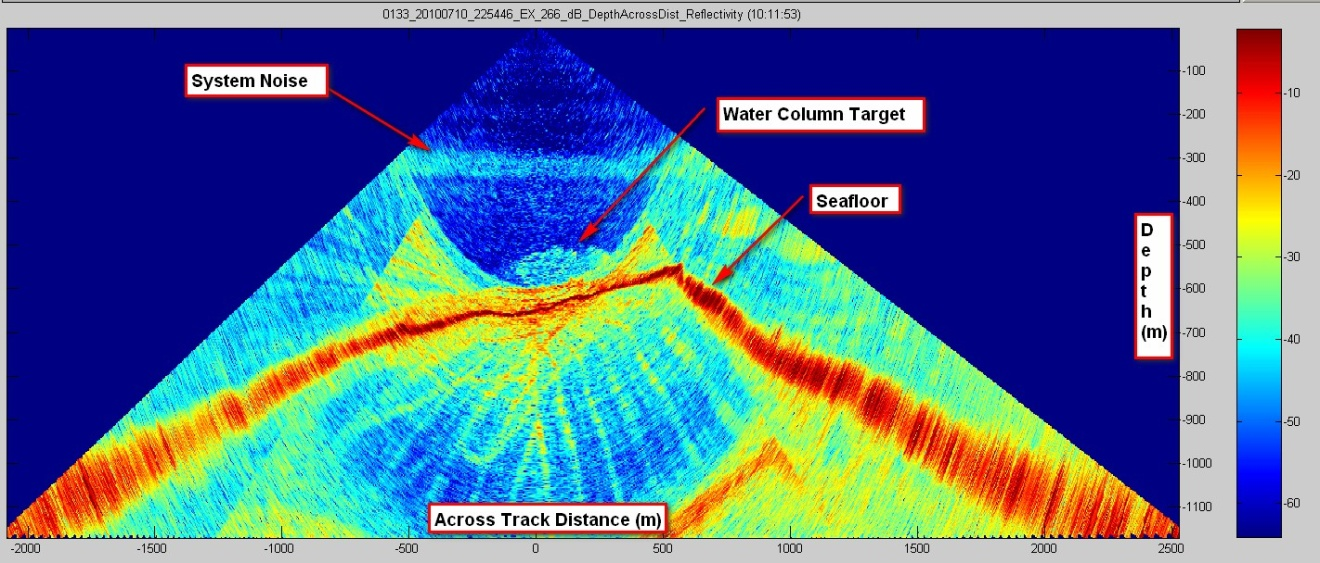 0133_20100710_225446_EX_266_dB_DepthAcrossDist_Reflectivity (10:11:53)
System Noise
Water Column Target
Seafloor
Depth
(m)
Across Track Distance (m)
-100
-200
-300
-400
-500
-600
-700
-800
-900
-1000
-1100
-2000 -1500 -1000 -500 0 500 1000 1500 2000 2500
-10
-20
-30
-40
-50
-60